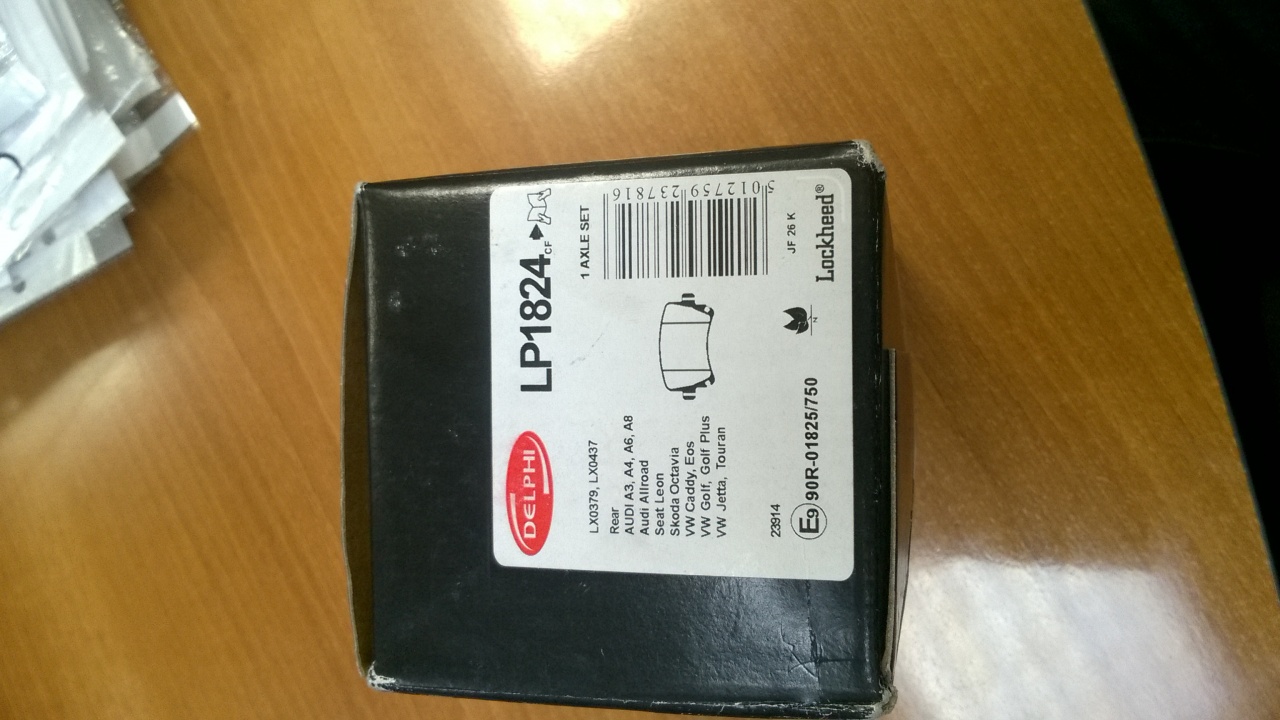 DELPHI
LP1824
CF
LX0379, LX0437
1 AXLE SET
Rear
AUDI A3, A4, A6, A8
Audi Allroad
Seat Leon
Skoda Octavia
VW Caddy, Eos
VW Golf, Golf Plus
VW Jetta, Touran
5 012759 237816
23914
JF 26 K
N
E9 90R-01825/750
Lockheed®